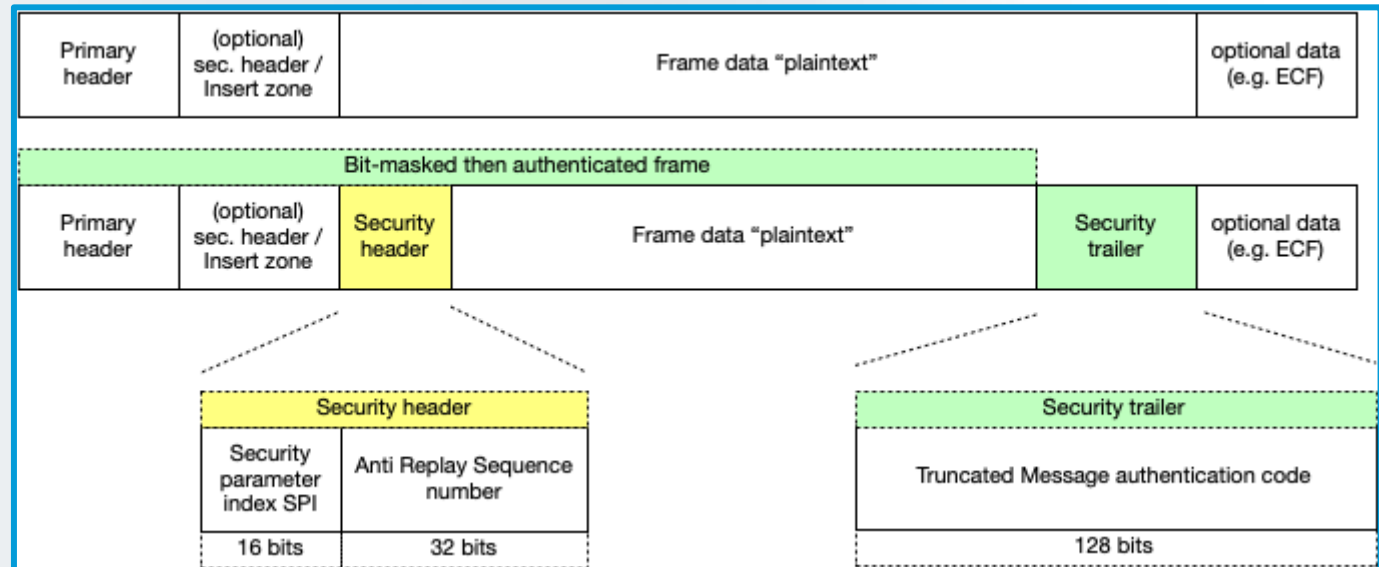 Primary
header
(optional)
sec. header /
Insert zone
Frame data “plaintext”
optional data
(e.g. ECF)
Bit-masked then authenticated frame
Primary
header
(optional)
sec. header /
Insert zone
Security
header
Frame data “plaintext”
Security
trailer
optional data
(e.g. ECF)
Security header
Security
parameter
index SPI
Anti Replay Sequence
number
16 bits
32 bits
Security trailer
Truncated Message authentication code
128 bits